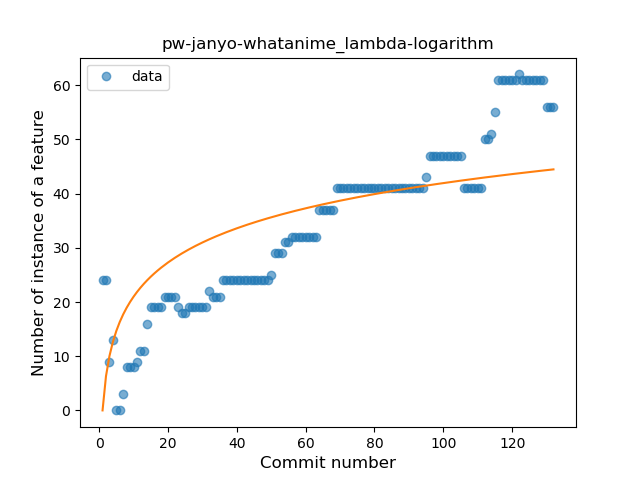 pw-janyo-whatanime_lambda-logarithm
data
Number of instance of a feature
60
50
40
30
20
10
0
0 20 40 60 80 100 120
Commit number